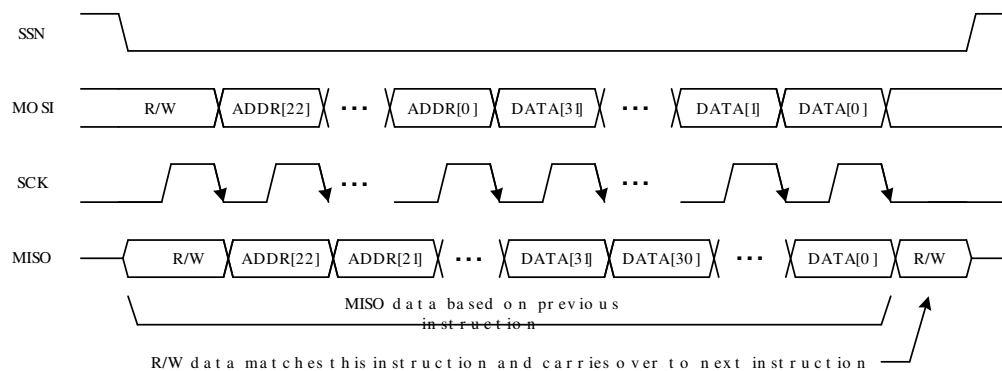 SSN
MOSI R/W ADDR[22] ... ADDR[0] DATA[31] ... DATA[1] DATA[0]
SCK ... ...
MISO R/W ADDR[22] ADDR[21] ... DATA[31] DATA[30] ... DATA[0] R/W
MISO data based on previous
instruction
R/W data matches this instruction and carries over to next instruction